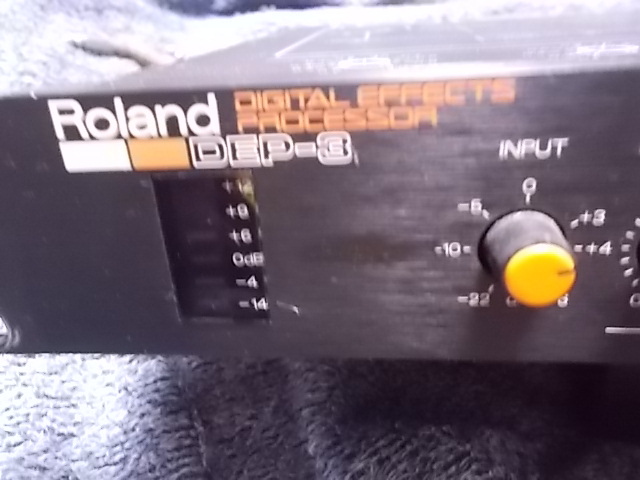 Roland
DIGITAL EFFECTS
PROCESSOR
DEP-3
INPUT
+9
+6
0dB
-4
-14
0
-5
+3
-10
+4
-22